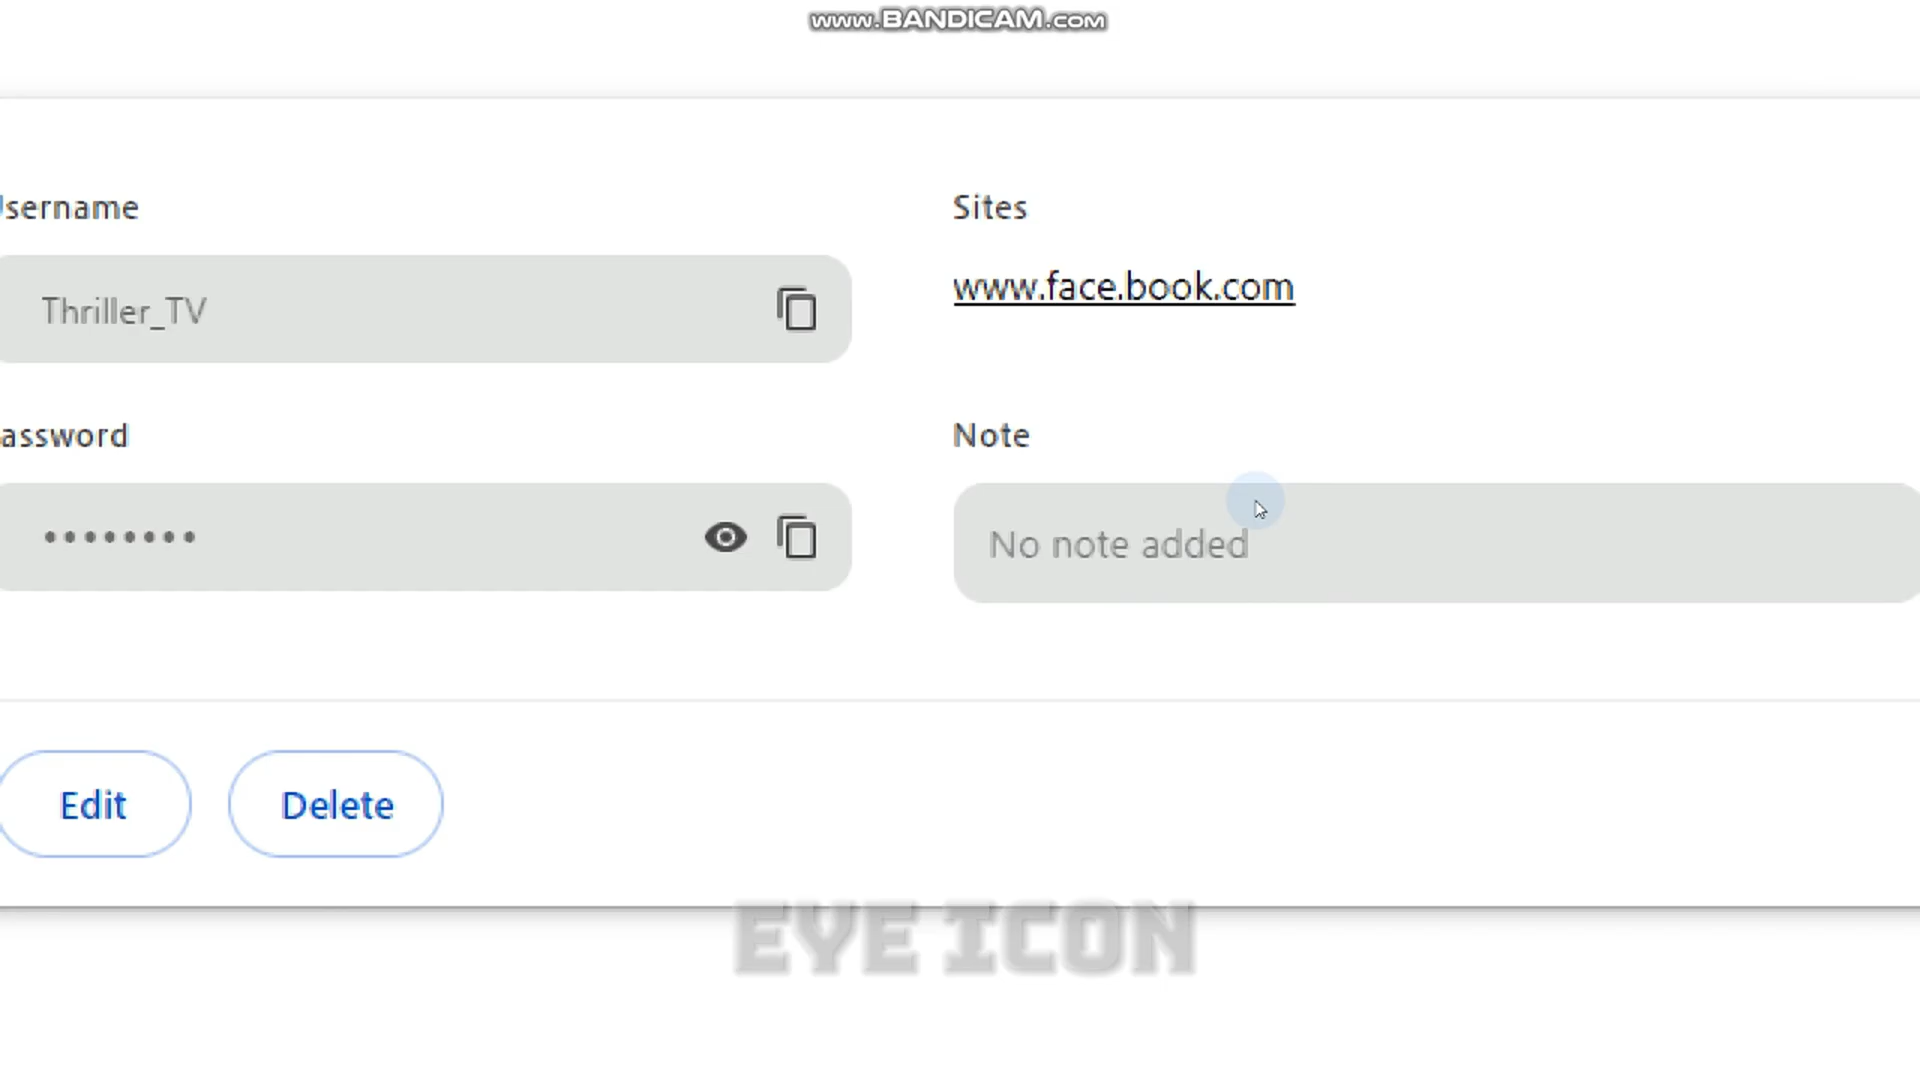 www.BANDICAM.com
Username
Sites
Thriller_TV
www.face.book.com
assword
Note
••••••••
No note added
Edit
Delete
EYE ICON